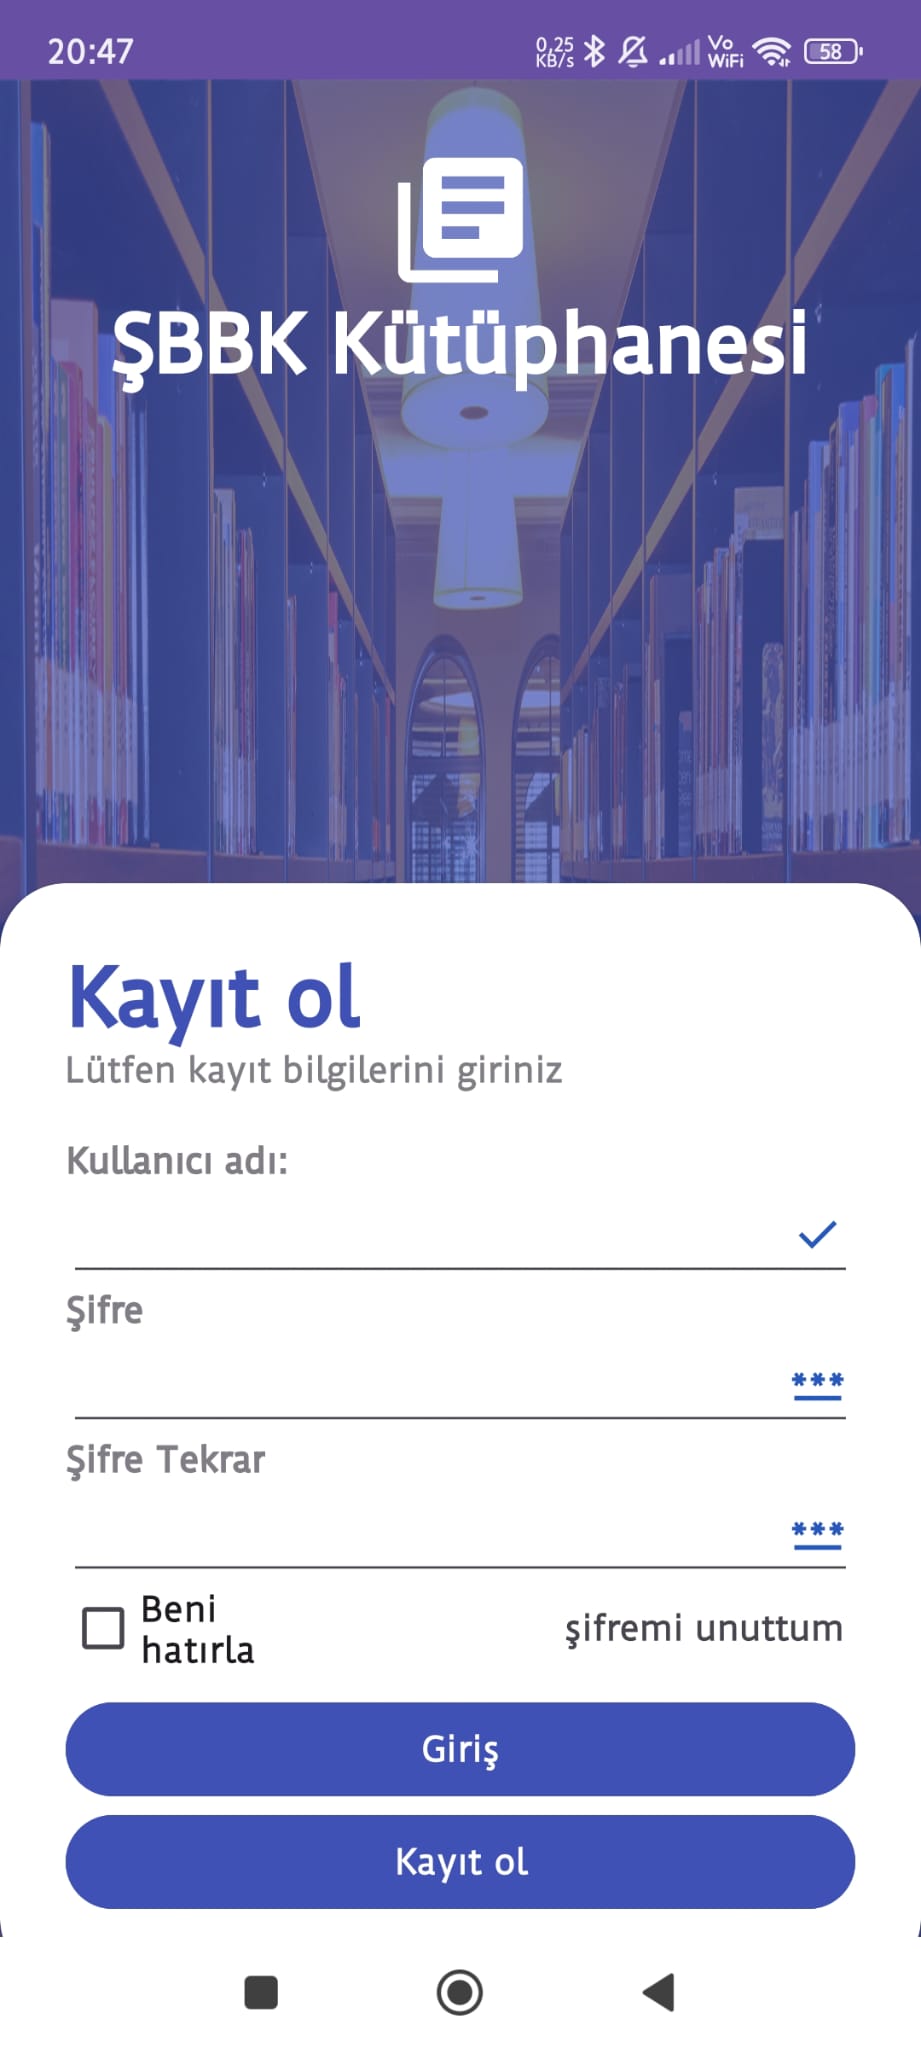 20:47
0,25
KB/s
Vo
WiFi
58
ŞBBK Kütüphanesi
Kayıt ol
Lütfen kayıt bilgilerini giriniz
Kullanıcı adı:
Şifre
***
Şifre Tekrar
***
Beni
hatırla
şifremi unuttum
Giriş
Kayıt ol